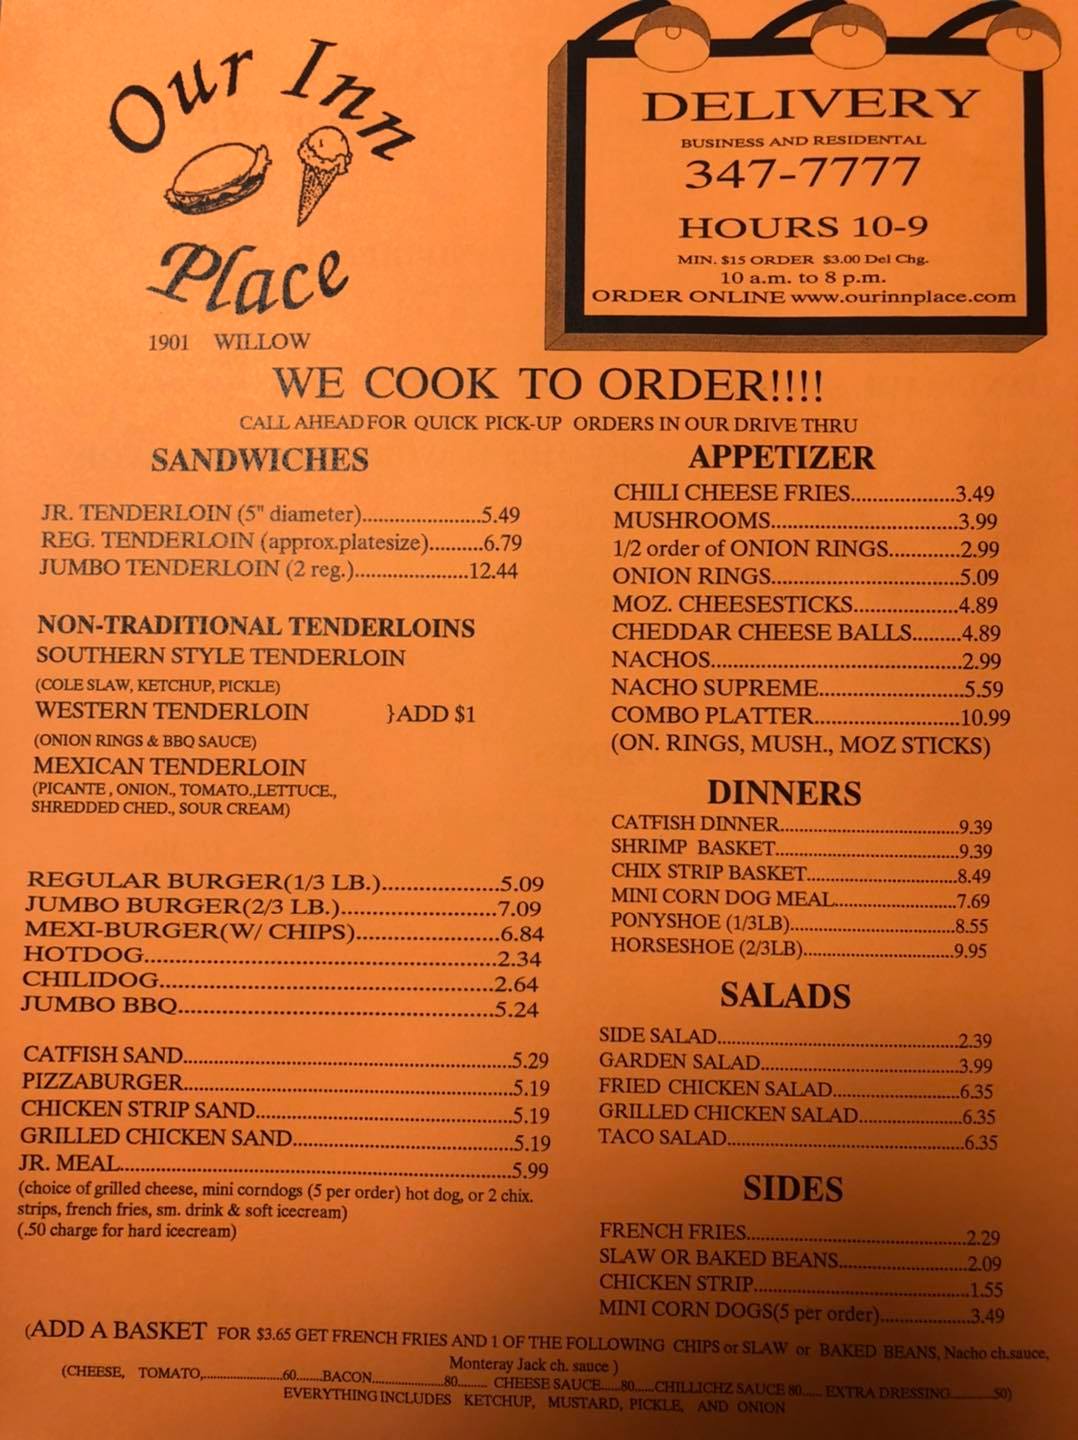 Our Inn
Place
1901 WILLOW
DELIVERY
BUSINESS AND RESIDENTAL
347-7777
HOURS 10-9
MIN. $15 ORDER $3.00 Del Chg.
10 a.m. to 8 p.m.
ORDER ONLINE www.ourinnplace.com
WE COOK TO ORDER!!!!
CALL AHEAD FOR QUICK PICK-UP ORDERS IN OUR DRIVE THRU
SANDWICHES
JR. TENDERLOIN (5" diameter)........................5.49
REG. TENDERLOIN (approx.platesize)..........6.79
JUMBO TENDERLOIN (2 reg.).......................12.44
NON-TRADITIONAL TENDERLOINS
SOUTHERN STYLE TENDERLOIN
(COLE SLAW, KETCHUP, PICKLE)
WESTERN TENDERLOIN }ADD $1
(ONION RINGS & BBQ SAUCE)
MEXICAN TENDERLOIN
(PICANTE , ONION., TOMATO.,LETTUCE.,
SHREDDED CHED., SOUR CREAM)
REGULAR BURGER(1/3 LB.)..................5.09
JUMBO BURGER(2/3 LB.)........................7.09
MEXI-BURGER(W/ CHIPS)......................6.84
HOTDOG.......................................................2.34
CHILIDOG....................................................2.64
JUMBO BBQ.................................................5.24
CATFISH SAND.......................................................5.29
PIZZABURGER.......................................................5.19
CHICKEN STRIP SAND...........................................5.19
GRILLED CHICKEN SAND.....................................5.19
JR. MEAL.................................................................5.99
(choice of grilled cheese, mini corndogs (5 per order) hot dog, or 2 chix.
strips, french fries, sm. drink & soft icecream)
(.50 charge for hard icecream)
APPETIZER
CHILI CHEESE FRIES....................3.49
MUSHROOMS....................................3.99
1/2 order of ONION RINGS.............2.99
ONION RINGS....................................5.09
MOZ. CHEESESTICKS....................4.89
CHEDDAR CHEESE BALLS.........4.89
NACHOS................................................2.99
NACHO SUPREME............................5.59
COMBO PLATTER............................10.99
(ON. RINGS, MUSH., MOZ STICKS)
DINNERS
CATFISH DINNER.....................................9.39
SHRIMP BASKET......................................9.39
CHIX STRIP BASKET...............................8.49
MINI CORN DOG MEAL..........................7.69
PONYSHOE (1/3LB)..................................8.55
HORSESHOE (2/3LB)...............................9.95
SALADS
SIDE SALAD................................................2.39
GARDEN SALAD.......................................3.99
FRIED CHICKEN SALAD.........................6.35
GRILLED CHICKEN SALAD....................6.35
TACO SALAD..............................................6.35
SIDES
FRENCH FRIES............................................2.29
SLAW OR BAKED BEANS.........................2.09
CHICKEN STRIP...........................................1.55
MINI CORN DOGS(5 per order)..................3.49
(ADD A BASKET FOR $3.65 GET FRENCH FRIES AND 1 OF THE FOLLOWING CHIPS or SLAW or BAKED BEANS, Nacho ch.sauce,
Monteray Jack ch. sauce )
(CHEESE, TOMATO,......................60.......BACON....................80......... CHEESE SAUCE......80......CHILLICHZ SAUCE 80...... EXTRA DRESSING............50)
EVERYTHING INCLUDES KETCHUP, MUSTARD, PICKLE, AND ONION